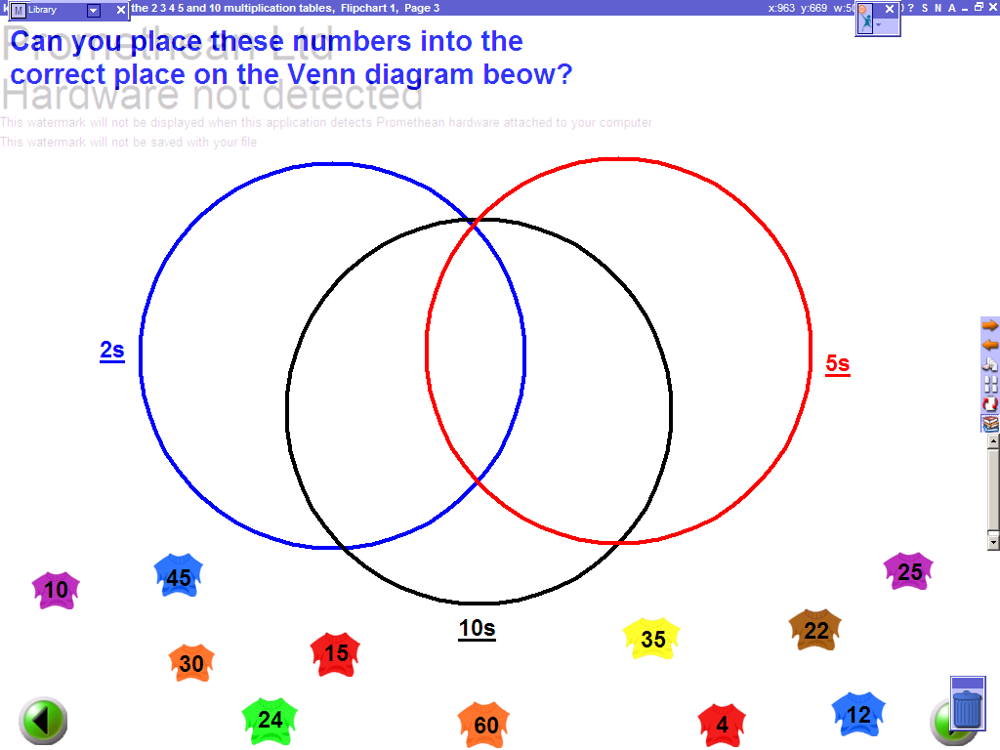 M Library
the 2 3 4 5 and 10 multiplication tables, Flipchart 1, Page 3
x:963 y:669
? S N A
Promethean Ltd
Can you place these numbers into the
correct place on the Venn diagram beow?
Hardware not detected
This watermark will not be displayed when this application detects Promethean hardware attached to your computer
This watermark will not be saved with your file
2s
5s
10s
10
45
25
30
15
35
22
24
60
4
12